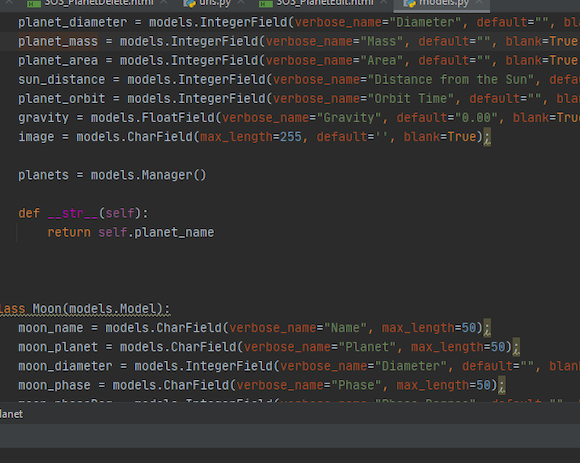 SOS_PlanetDelete.html urls.py SOS_PlanetEdit.html models.py
planet_diameter = models.IntegerField(verbose_name="Diameter", default="", bla
planet_mass = models.IntegerField(verbose_name="Mass", default="", blank=True
planet_area = models.IntegerField(verbose_name="Area", default="", blank=True
sun_distance = models.IntegerField(verbose_name="Distance from the Sun", defau
planet_orbit = models.IntegerField(verbose_name="Orbit Time", default="", bla
gravity = models.FloatField(verbose_name="Gravity", default="0.00", blank=Tru
image = models.CharField(max_length=255, default='', blank=True);
planets = models.Manager()
def __str__(self):
return self.planet_name
lass Moon(models.Model):
moon_name = models.CharField(verbose_name="Name", max_length=50);
moon_planet = models.CharField(verbose_name="Planet", max_length=50);
moon_diameter = models.IntegerField(verbose_name="Diameter", default="", blank
moon_phase = models.CharField(verbose_name="Phase", max_length=50);
lanet